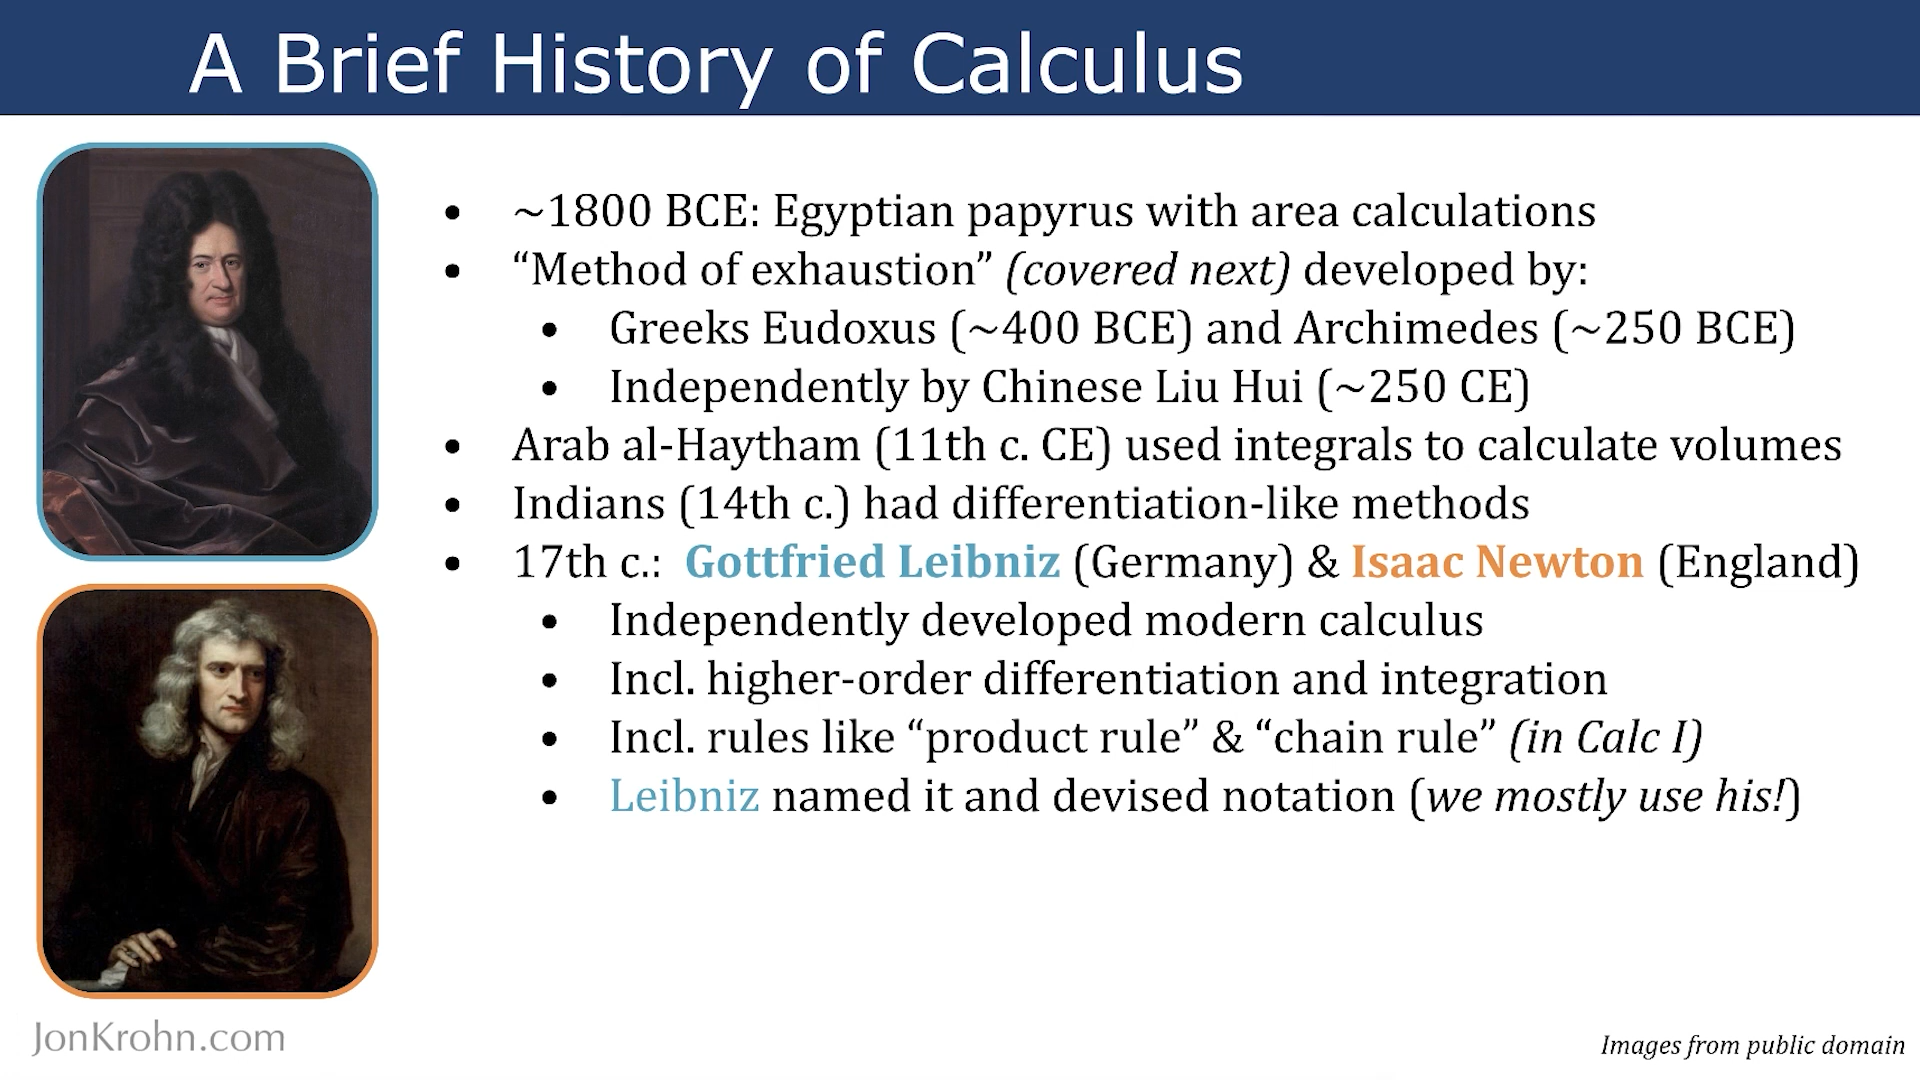 A Brief History of Calculus
• ~1800 BCE: Egyptian papyrus with area calculations
• “Method of exhaustion” (covered next) developed by:
• Greeks Eudoxus (~400 BCE) and Archimedes (~250 BCE)
• Independently by Chinese Liu Hui (~250 CE)
• Arab al-Haytham (11th c. CE) used integrals to calculate volumes
• Indians (14th c.) had differentiation-like methods
• 17th c.: Gottfried Leibniz (Germany) & Isaac Newton (England)
• Independently developed modern calculus
• Incl. higher-order differentiation and integration
• Incl. rules like “product rule” & “chain rule” (in Calc I)
• Leibniz named it and devised notation (we mostly use his!)
JonKrohn.com
Images from public domain